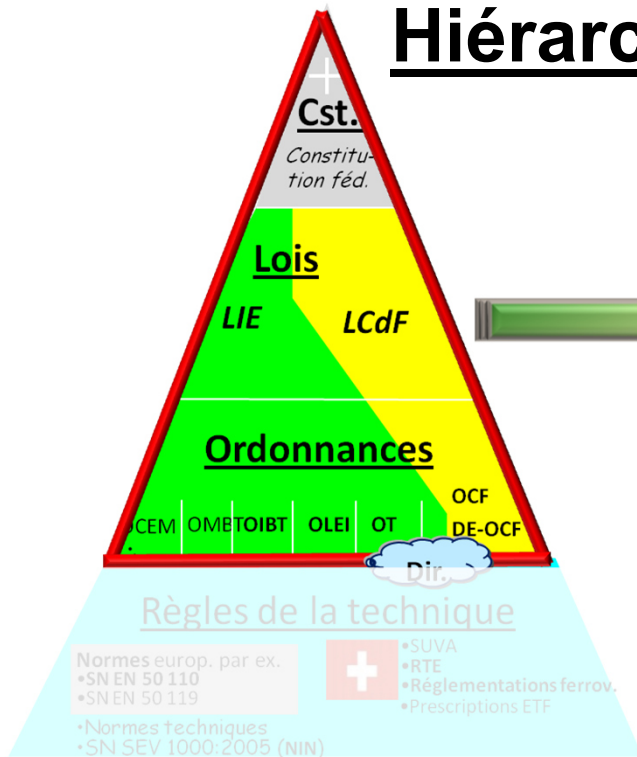 Hiérarc
Cst.
Constitu-
tion féd.
Lois
LIE
LCdF
Ordonnances
OCF
OMBT
OIBT
OLEI
OT
DE-OCF
Dir.
Règles de la technique
Normes europ. par ex.
•SN EN 50 110
•SN EN 50 119
•Normes techniques
•SN SEV 1000:2005 (NIN)
•SUVA
•RTE
•Réglementations ferrov.
•Prescriptions ETF